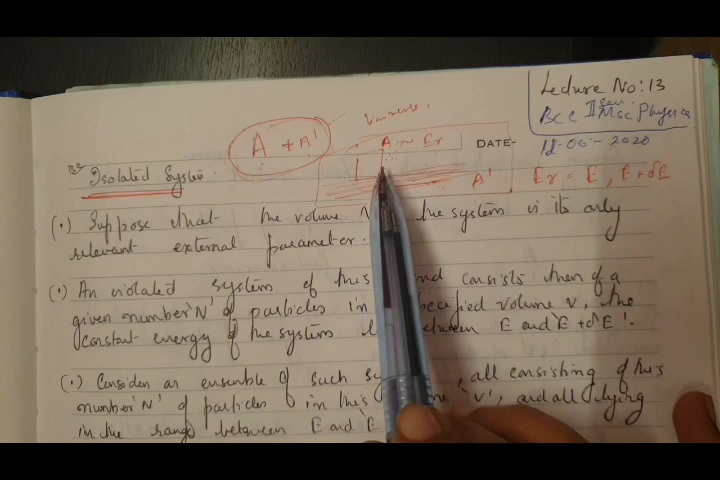 Lecture No: 13
BCC II Sem MSc Physics
12-06-2020
Universe.
A + A'
A ~ Er
DATE-
A'
Er = E, E+δE
Isolated System.
(•) Suppose that the volume the system is its only
relevant external parameter.
(•) An isolated system of this consists then of a
given number 'N' of particles in specified volume v, the
constant energy of the system between E and 'E+δE'.
(•) Consider an ensemble of such all consisting of this
number 'N' of particles in this 'v', and all lying
in the range between E and E